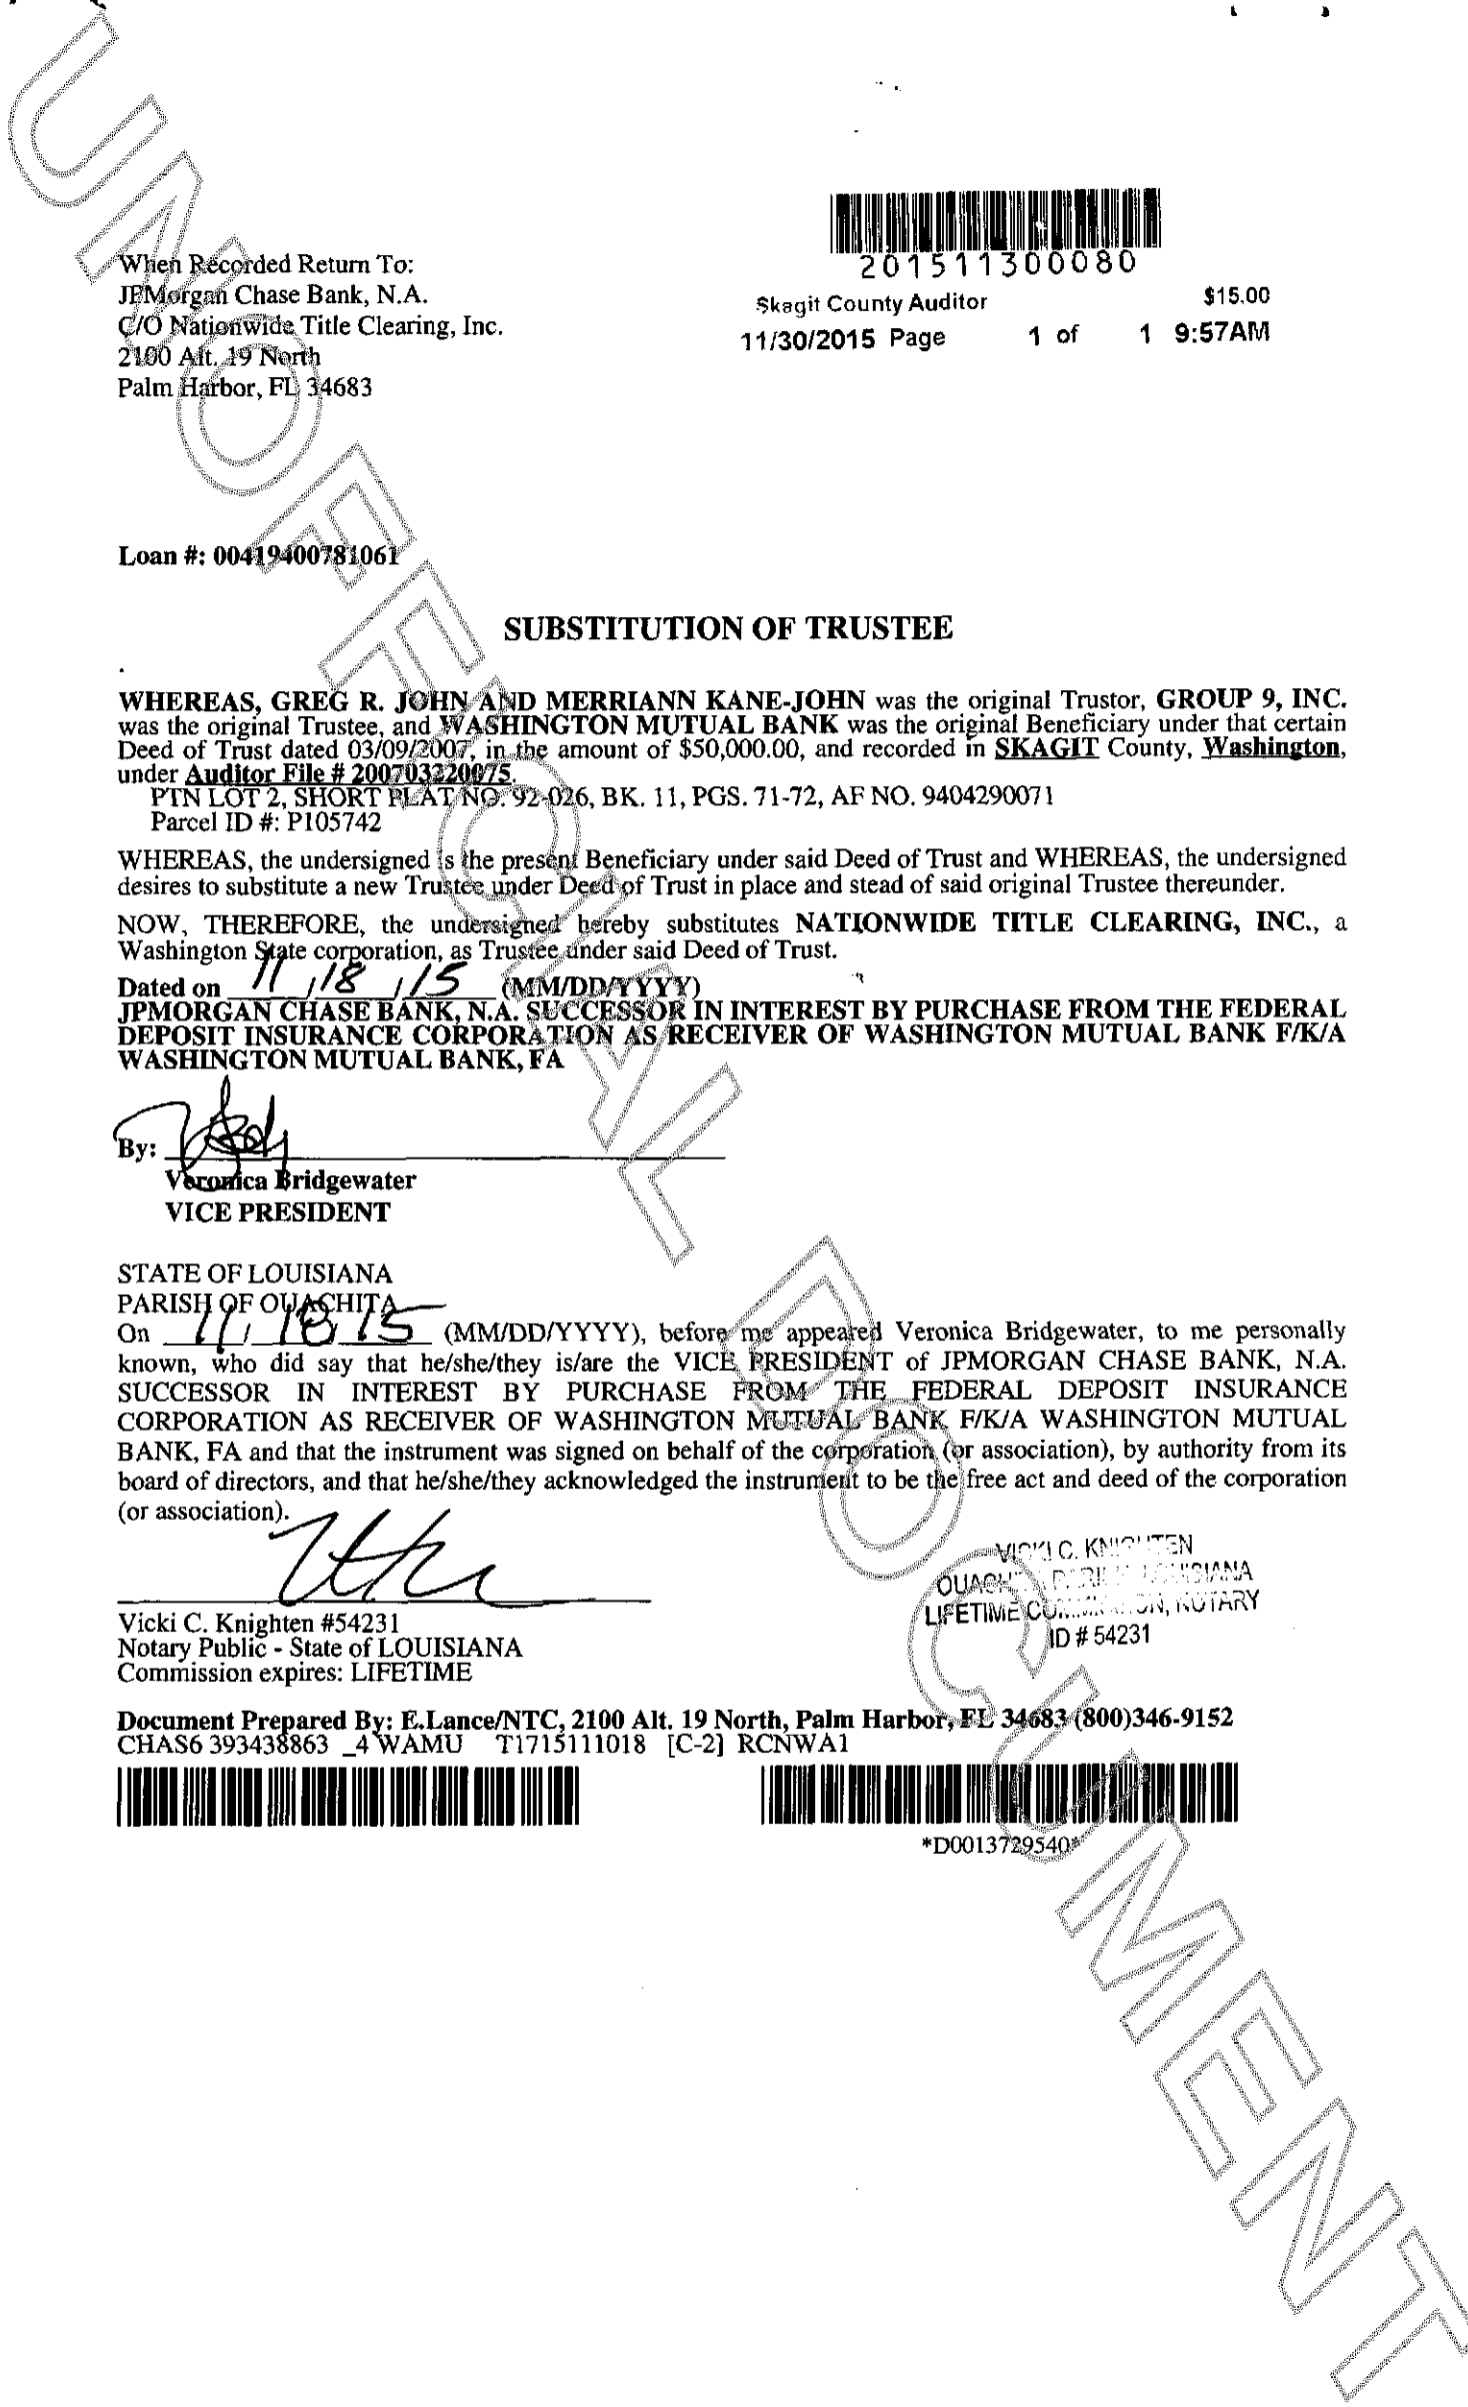 201511300080
Skagit County Auditor $15.00
11/30/2015 Page 1 of 1 9:57AM
When Recorded Return To:
JPMorgan Chase Bank, N.A.
C/O Nationwide Title Clearing, Inc.
2100 Alt. 19 North
Palm Harbor, FL 34683
Loan #: 00419400781061
SUBSTITUTION OF TRUSTEE
WHEREAS, GREG R. JOHN AND MERRIANN KANE-JOHN was the original Trustor, GROUP 9, INC.
was the original Trustee, and WASHINGTON MUTUAL BANK was the original Beneficiary under that certain
Deed of Trust dated 03/09/2007, in the amount of $50,000.00, and recorded in SKAGIT County, Washington,
under Auditor File # 200703220075.
PTN LOT 2, SHORT PLAT NO. 92-026, BK. 11, PGS. 71-72, AF NO. 9404290071
Parcel ID #: P105742
WHEREAS, the undersigned is the present Beneficiary under said Deed of Trust and WHEREAS, the undersigned
desires to substitute a new Trustee under Deed of Trust in place and stead of said original Trustee thereunder.
NOW, THEREFORE, the undersigned hereby substitutes NATIONWIDE TITLE CLEARING, INC., a
Washington State corporation, as Trustee under said Deed of Trust.
Dated on 11/18/15 (MM/DD/YYYY)
JPMORGAN CHASE BANK, N.A. SUCCESSOR IN INTEREST BY PURCHASE FROM THE FEDERAL
DEPOSIT INSURANCE CORPORATION AS RECEIVER OF WASHINGTON MUTUAL BANK F/K/A
WASHINGTON MUTUAL BANK, FA
By:
Veronica Bridgewater
VICE PRESIDENT
STATE OF LOUISIANA
PARISH OF OUACHITA
On 11/18/15 (MM/DD/YYYY), before me appeared Veronica Bridgewater, to me personally
known, who did say that he/she/they is/are the VICE PRESIDENT of JPMORGAN CHASE BANK, N.A.
SUCCESSOR IN INTEREST BY PURCHASE FROM THE FEDERAL DEPOSIT INSURANCE
CORPORATION AS RECEIVER OF WASHINGTON MUTUAL BANK F/K/A WASHINGTON MUTUAL
BANK, FA and that the instrument was signed on behalf of the corporation (or association), by authority from its
board of directors, and that he/she/they acknowledged the instrument to be the free act and deed of the corporation
(or association).
VICKI C. KNIGHTEN
OUACHITA PARISH, LOUISIANA
LIFETIME COMMISSION, NOTARY
ID # 54231
Vicki C. Knighten #54231
Notary Public - State of LOUISIANA
Commission expires: LIFETIME
Document Prepared By: E.Lance/NTC, 2100 Alt. 19 North, Palm Harbor, FL 34683 (800)346-9152
CHAS6 393438863 _4 WAMU T1715111018 [C-2] RCNWA1
*D0013729540*
UNOFFICIAL DOCUMENT